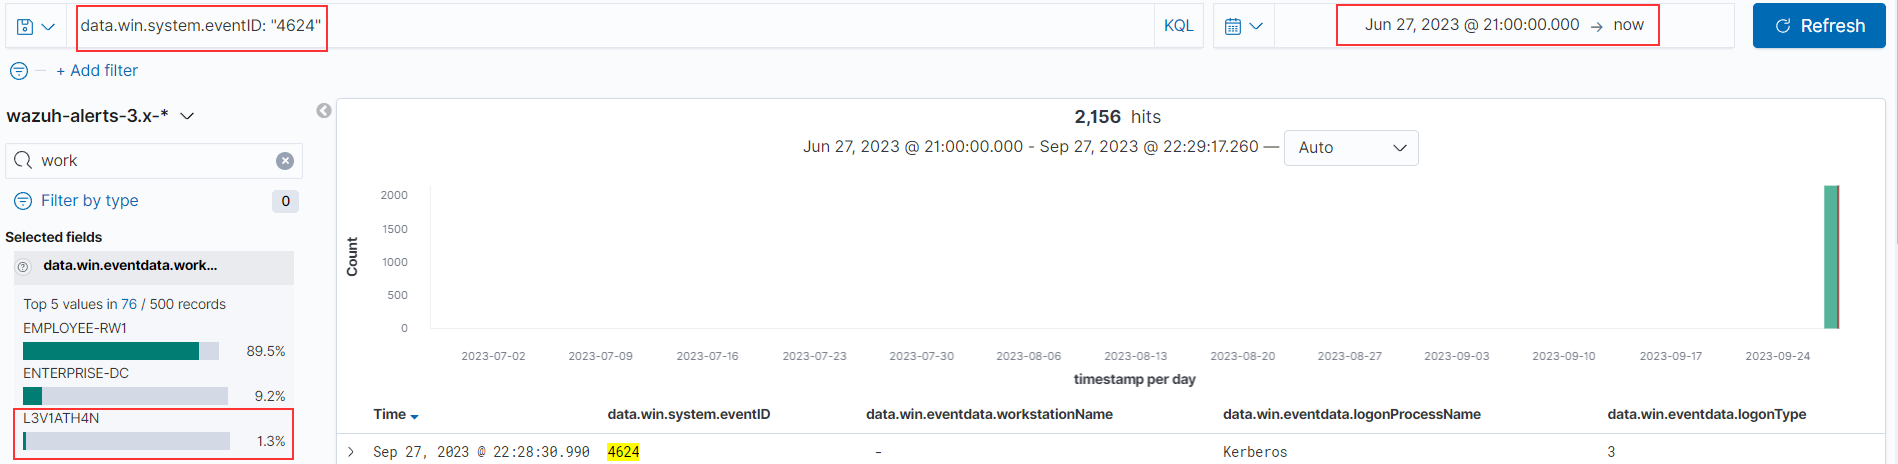 data.win.system.eventID: "4624"
KQL
Jun 27, 2023 @ 21:00:00.000 → now
Refresh
+ Add filter
wazuh-alerts-3.x-*
work
Filter by type 0
Selected fields
data.win.eventdata.work...
Top 5 values in 76 / 500 records
EMPLOYEE-RW1
89.5%
ENTERPRISE-DC
9.2%
L3V1ATH4N
1.3%
2,156 hits
Jun 27, 2023 @ 21:00:00.000 - Sep 27, 2023 @ 22:29:17.260 — Auto
Count
2000
1500
1000
500
0
2023-07-02 2023-07-09 2023-07-16 2023-07-23 2023-07-30 2023-08-06 2023-08-13 2023-08-20 2023-08-27 2023-09-03 2023-09-10 2023-09-17 2023-09-24
timestamp per day
Time data.win.system.eventID data.win.eventdata.workstationName data.win.eventdata.logonProcessName data.win.eventdata.logonType
Sep 27, 2023 @ 22:28:30.990 4624 - Kerberos 3